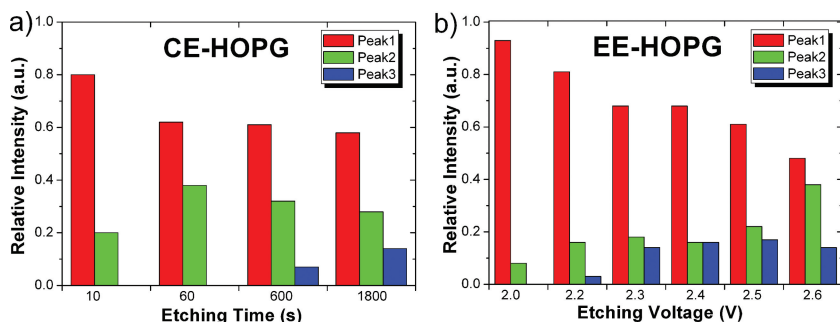 a)
CE-HOPG
Peak1
Peak2
Peak3
Relative Intensity (a.u.)
1.0
0.8
0.6
0.4
0.2
0.0
10 60 600 1800
Etching Time (s)
b)
EE-HOPG
Peak1
Peak2
Peak3
Relative Intensity (a.u.)
1.0
0.8
0.6
0.4
0.2
0.0
2.0 2.2 2.3 2.4 2.5 2.6
Etching Voltage (V)